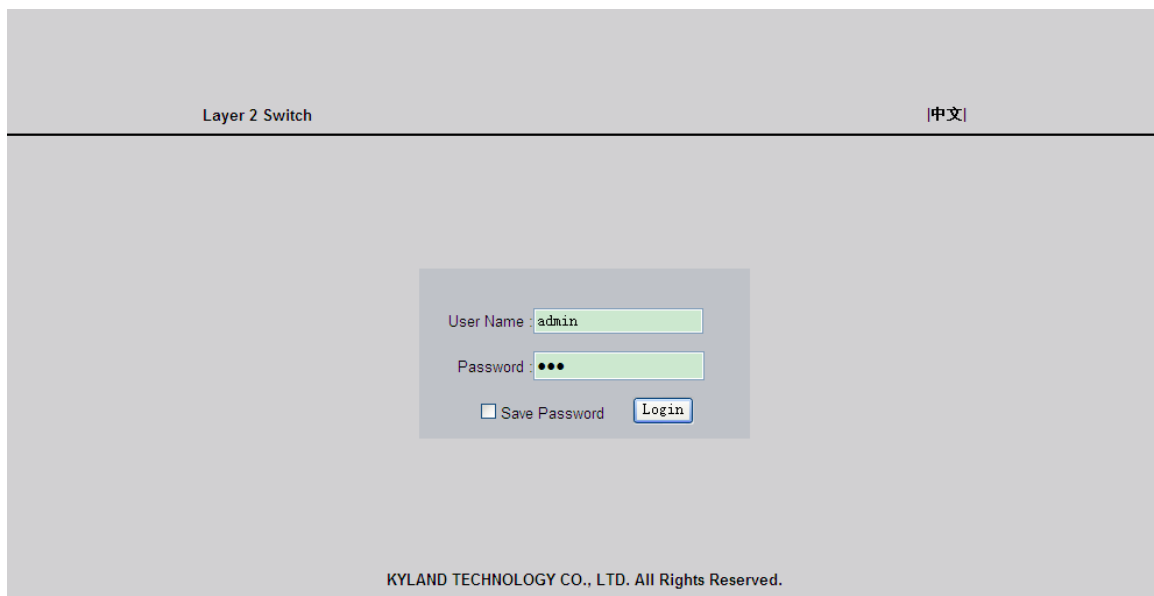 Layer 2 Switch |中文|
User Name : admin
Password : •••
Save Password Login
KYLAND TECHNOLOGY CO., LTD. All Rights Reserved.